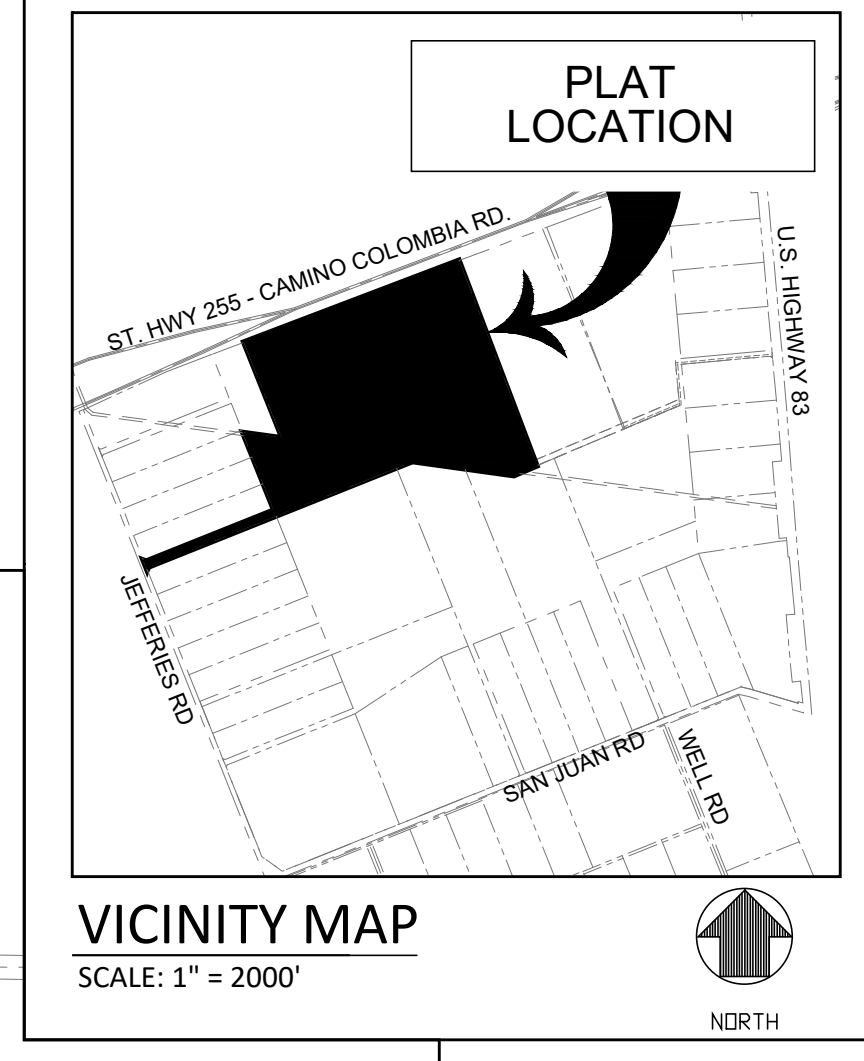 PLAT
LOCATION
ST. HWY 255 - CAMINO COLOMBIA RD.
U.S. HIGHWAY 83
JEFFERIES RD
SAN JUAN RD
WELL RD
VICINITY MAP
SCALE: 1" = 2000'
NORTH